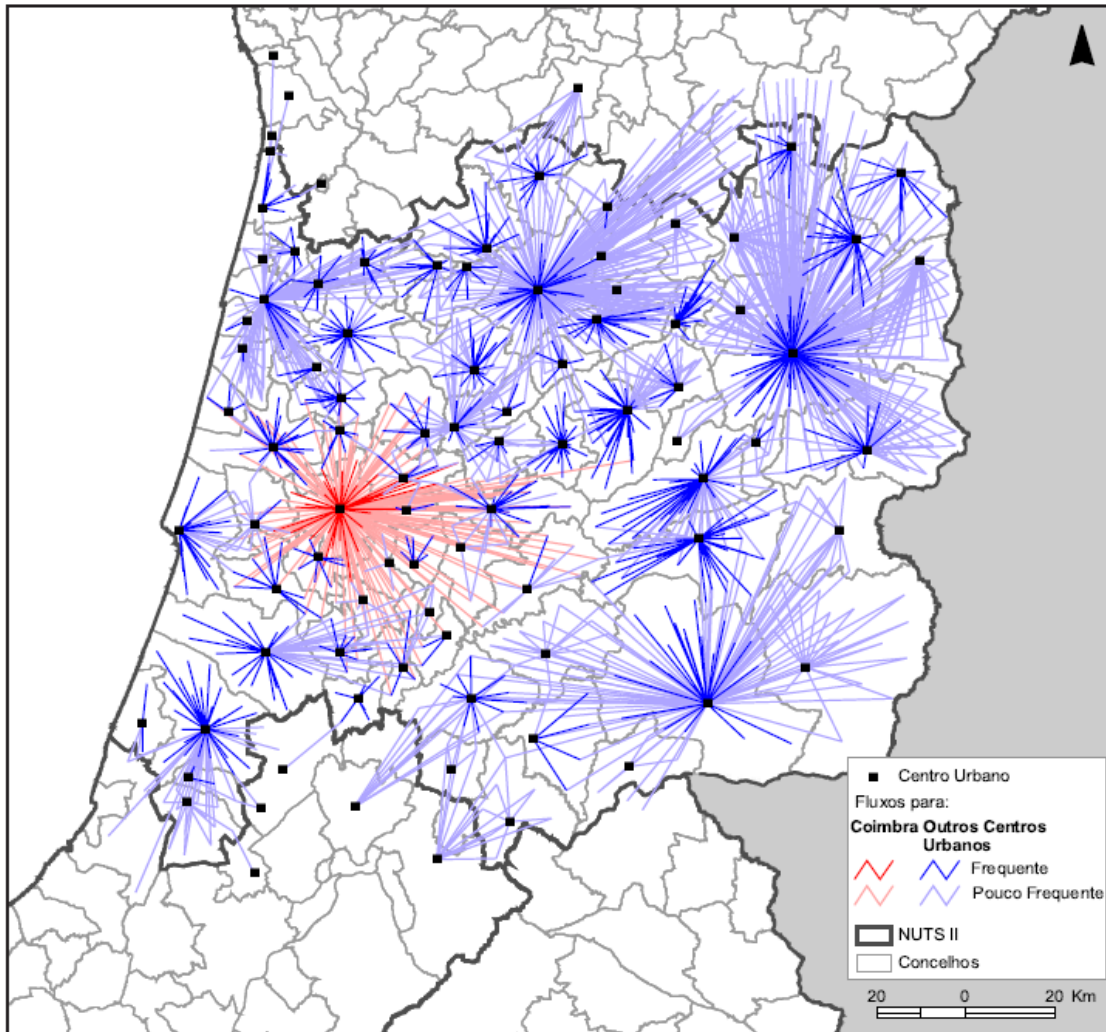 Centro Urbano
Fluxos para:
Coimbra Outros Centros
Urbanos
Frequente
Pouco Frequente
NUTS II
Concelhos
20 0 20 Km